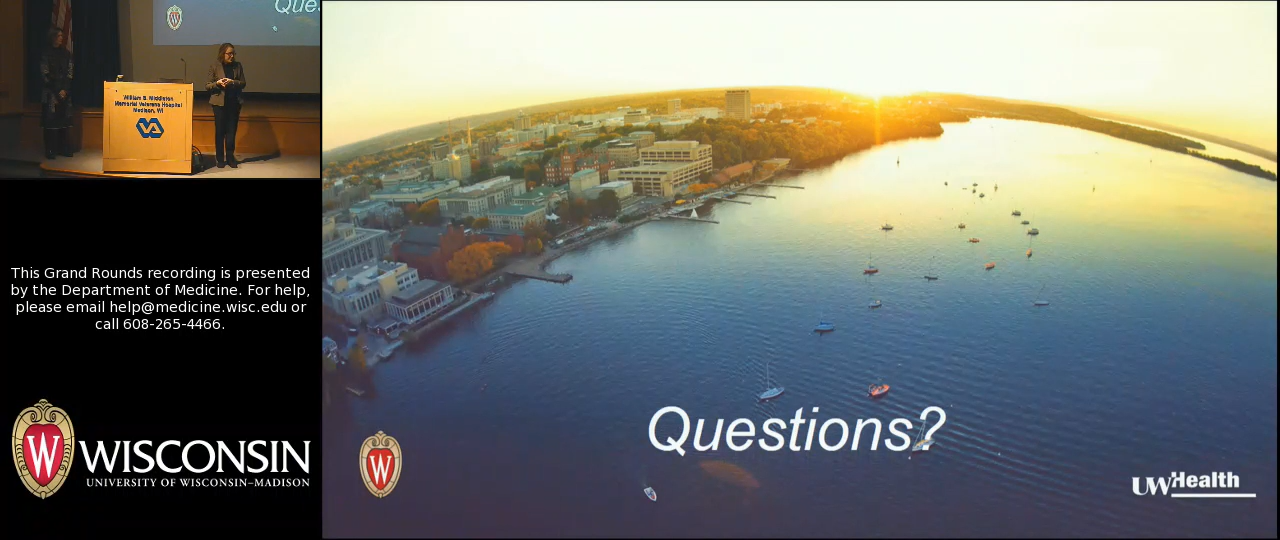 Que
William S. Middleton
Memorial Veterans Hospital
Madison, WI
VA
This Grand Rounds recording is presented
by the Department of Medicine. For help,
please email help@medicine.wisc.edu or
call 608-265-4466.
W
WISCONSIN
UNIVERSITY OF WISCONSIN–MADISON
Questions?
W
UWHealth